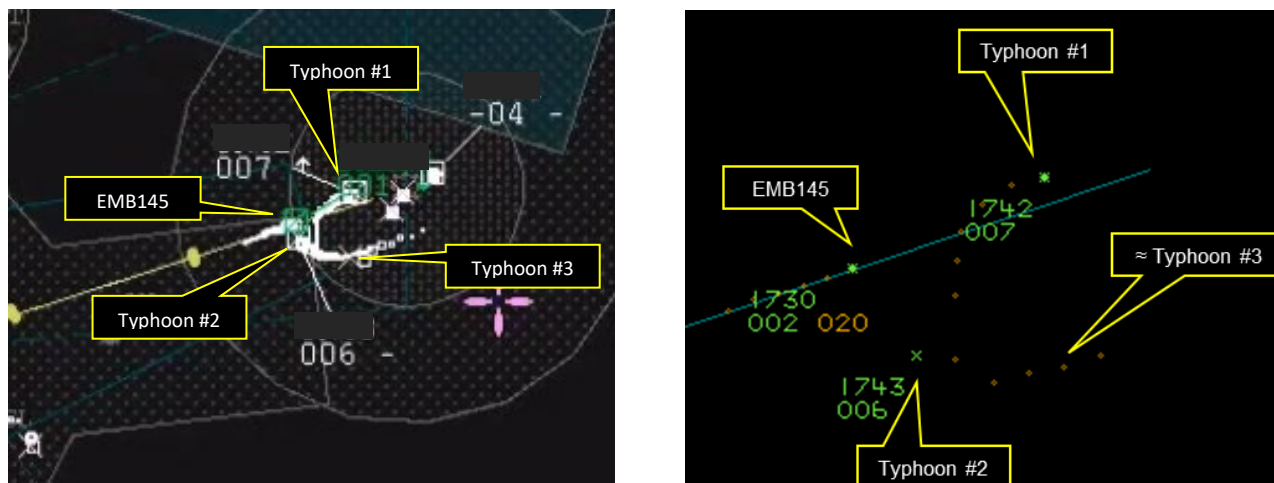 Typhoon #1
-04 -
007
EMB145
Typhoon #3
Typhoon #2
006 -
Typhoon #1
EMB145
1742
007
≈ Typhoon #3
1730
002 020
1743
006
Typhoon #2